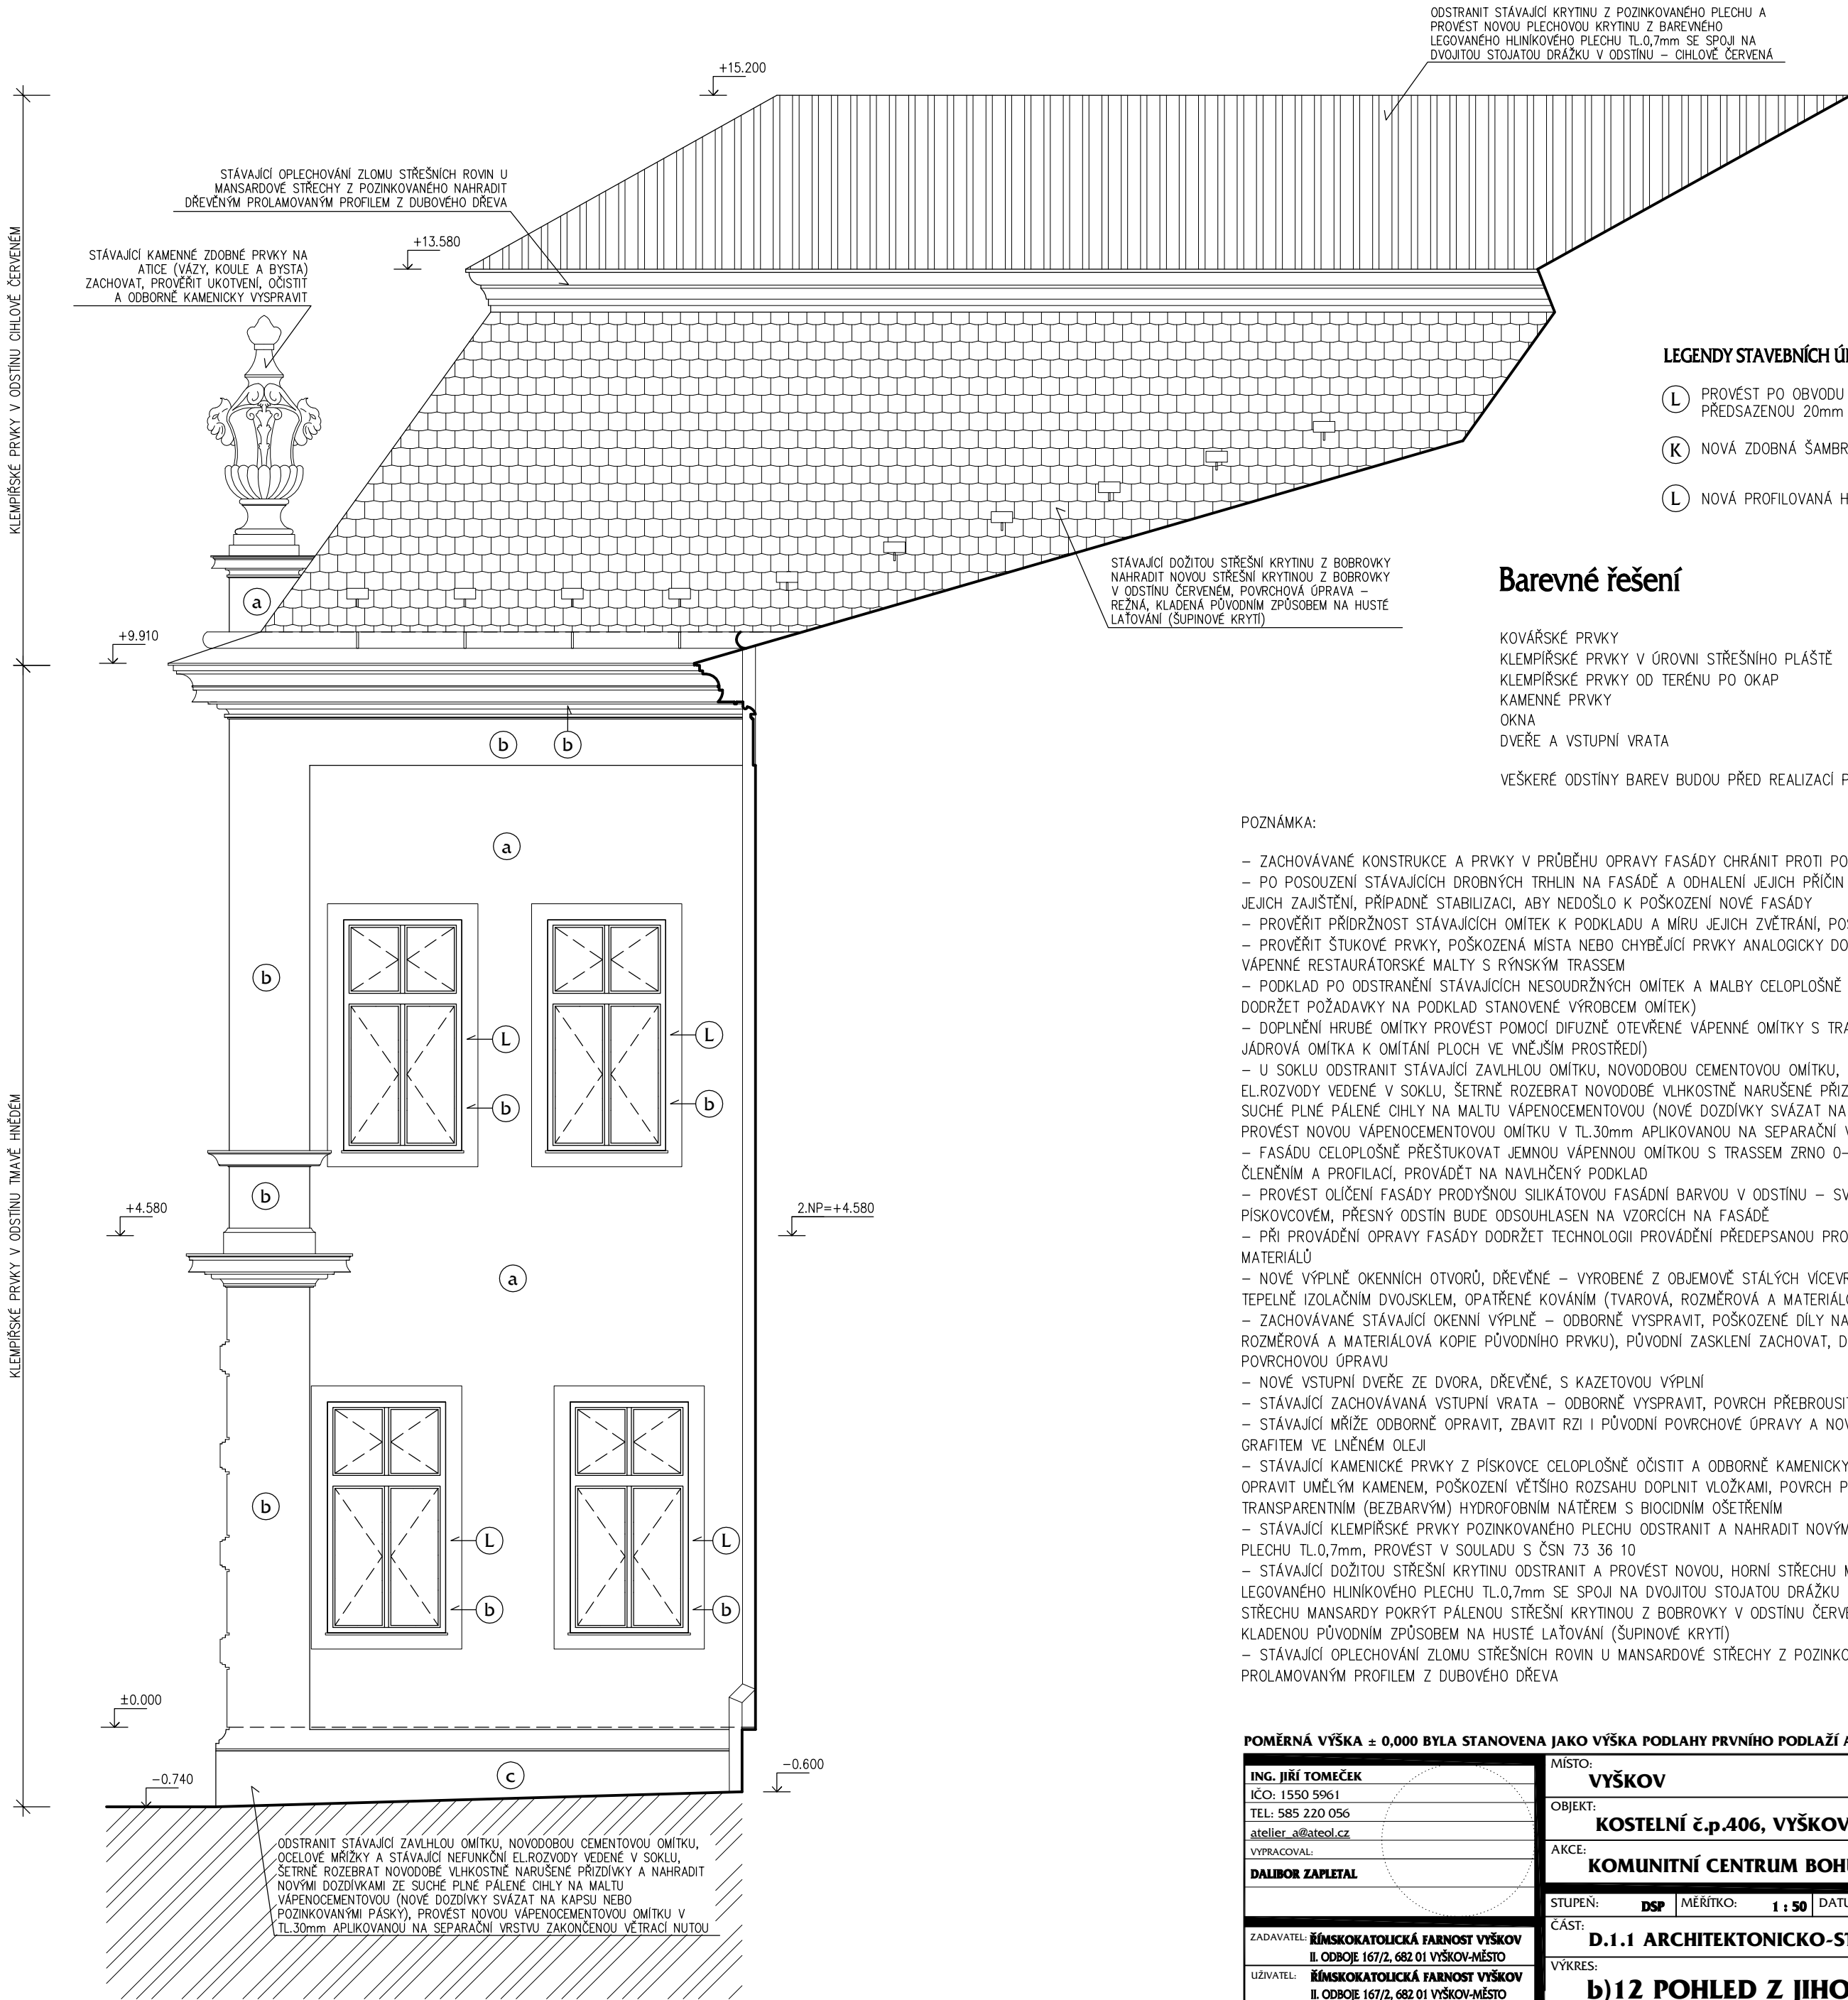 ODSTRANIT STÁVAJÍCÍ KRYTINU Z POZINKOVANÉHO PLECHU A
PROVÉST NOVOU PLECHOVOU KRYTINU Z BAREVNÉHO
LEGOVANÉHO HLINÍKOVÉHO PLECHU TL.0,7mm SE SPOJI NA
DVOJITOU STOJATOU DRÁŽKU V ODSTÍNU – CIHLOVĚ ČERVENÁ
+15.200
STÁVAJÍCÍ OPLECHOVÁNÍ ZLOMU STŘEŠNÍCH ROVIN U
MANSARDOVÉ STŘECHY Z POZINKOVANÉHO NAHRADIT
DŘEVĚNÝM PROLAMOVANÝM PROFILEM Z DUBOVÉHO DŘEVA
+13.580
STÁVAJÍCÍ KAMENNÉ ZDOBNÉ PRVKY NA
ATICE (VÁZY, KOULE A BYSTA)
ZACHOVAT, PROVĚŘIT UKOTVENÍ, OČISTIT
A ODBORNĚ KAMENICKY VYSPRAVIT
KLEMPÍŘSKÉ PRVKY V ODSTÍNU CIHLOVĚ ČERVENÉM
a
+9.910
STÁVAJÍCÍ DOŽITOU STŘEŠNÍ KRYTINU Z BOBROVKY
NAHRADIT NOVOU STŘEŠNÍ KRYTINOU Z BOBROVKY
V ODSTÍNU ČERVENÉM, POVRCHOVÁ ÚPRAVA –
REŽNÁ, KLADENÁ PŮVODNÍM ZPŮSOBEM NA HUSTÉ
LAŤOVÁNÍ (ŠUPINOVÉ KRYTÍ)
LEGENDY STAVEBNÍCH Ú
L PROVÉST PO OBVODU
PŘEDSAZENOU 20mm
K NOVÁ ZDOBNÁ ŠAMBR
L NOVÁ PROFILOVANÁ H
Barevné řešení
KOVÁŘSKÉ PRVKY
KLEMPÍŘSKÉ PRVKY V ÚROVNI STŘEŠNÍHO PLÁŠTĚ
KLEMPÍŘSKÉ PRVKY OD TERÉNU PO OKAP
KAMENNÉ PRVKY
OKNA
DVEŘE A VSTUPNÍ VRATA
VEŠKERÉ ODSTÍNY BAREV BUDOU PŘED REALIZACÍ P
b b
a
b
L L
b b
b
+4.580
2.NP=+4.580
a
KLEMPÍŘSKÉ PRVKY V ODSTÍNU TMAVĚ HNĚDÉM
b
L L
b b
±0.000
-0.740
c
-0.600
ODSTRANIT STÁVAJÍCÍ ZAVLHLOU OMÍTKU, NOVODOBOU CEMENTOVOU OMÍTKU,
OCELOVÉ MŘÍŽKY A STÁVAJÍCÍ NEFUNKČNÍ EL.ROZVODY VEDENÉ V SOKLU,
ŠETRNĚ ROZEBRAT NOVODOBÉ VLHKOSTNĚ NARUŠENÉ PŘIZDÍVKY A NAHRADIT
NOVÝMI DOZDÍVKAMI ZE SUCHÉ PLNÉ PÁLENÉ CIHLY NA MALTU
VÁPENOCEMENTOVOU (NOVÉ DOZDÍVKY SVÁZAT NA KAPSU NEBO
POZINKOVANÝMI PÁSKY), PROVÉST NOVOU VÁPENOCEMENTOVOU OMÍTKU V
TL.30mm APLIKOVANOU NA SEPARAČNÍ VRSTVU ZAKONČENOU VĚTRACÍ NUTOU
POZNÁMKA:
– ZACHOVÁVANÉ KONSTRUKCE A PRVKY V PRŮBĚHU OPRAVY FASÁDY CHRÁNIT PROTI PO
– PO POSOUZENÍ STÁVAJÍCÍCH DROBNÝCH TRHLIN NA FASÁDĚ A ODHALENÍ JEJICH PŘÍČIN
JEJICH ZAJIŠTĚNÍ, PŘÍPADNĚ STABILIZACI, ABY NEDOŠLO K POŠKOZENÍ NOVÉ FASÁDY
– PROVĚŘIT PŘÍDRŽNOST STÁVAJÍCÍCH OMÍTEK K PODKLADU A MÍRU JEJICH ZVĚTRÁNÍ, POS
– PROVĚŘIT ŠTUKOVÉ PRVKY, POŠKOZENÁ MÍSTA NEBO CHYBĚJÍCÍ PRVKY ANALOGICKY DO
VÁPENNÉ RESTAURÁTORSKÉ MALTY S RÝNSKÝM TRASSEM
– PODKLAD PO ODSTRANĚNÍ STÁVAJÍCÍCH NESOUDRŽNÝCH OMÍTEK A MALBY CELOPLOŠNĚ
DODRŽET POŽADAVKY NA PODKLAD STANOVENÉ VÝROBCEM OMÍTEK)
– DOPLNĚNÍ HRUBÉ OMÍTKY PROVÉST POMOCÍ DIFUZNĚ OTEVŘENÉ VÁPENNÉ OMÍTKY S TRA
JÁDROVÁ OMÍTKA K OMÍTÁNÍ PLOCH VE VNĚJŠÍM PROSTŘEDÍ)
– U SOKLU ODSTRANIT STÁVAJÍCÍ ZAVLHLOU OMÍTKU, NOVODOBOU CEMENTOVOU OMÍTKU,
EL.ROZVODY VEDENÉ V SOKLU, ŠETRNĚ ROZEBRAT NOVODOBÉ VLHKOSTNĚ NARUŠENÉ PŘIZ
SUCHÉ PLNÉ PÁLENÉ CIHLY NA MALTU VÁPENOCEMENTOVOU (NOVÉ DOZDÍVKY SVÁZAT NA
PROVÉST NOVOU VÁPENOCEMENTOVOU OMÍTKU V TL.30mm APLIKOVANOU NA SEPARAČNÍ V
– FASÁDU CELOPLOŠNĚ PŘEŠTUKOVAT JEMNOU VÁPENNOU OMÍTKOU S TRASSEM ZRNO 0–
ČLENĚNÍM A PROFILACÍ, PROVÁDĚT NA NAVLHČENÝ PODKLAD
– PROVÉST OLÍČENÍ FASÁDY PRODYŠNOU SILIKÁTOVOU FASÁDNÍ BARVOU V ODSTÍNU – SV
PÍSKOVCOVÉM, PŘESNÝ ODSTÍN BUDE ODSOUHLASEN NA VZORCÍCH NA FASÁDĚ
– PŘI PROVÁDĚNÍ OPRAVY FASÁDY DODRŽET TECHNOLOGII PROVÁDĚNÍ PŘEDEPSANOU PRO
MATERIÁLŮ
– NOVÉ VÝPLNĚ OKENNÍCH OTVORŮ, DŘEVĚNÉ – VYROBENÉ Z OBJEMOVĚ STÁLÝCH VÍCEVR
TEPELNĚ IZOLAČNÍM DVOJSKLEM, OPATŘENÉ KOVÁNÍM (TVAROVÁ, ROZMĚROVÁ A MATERIÁLO
– ZACHOVÁVANÉ STÁVAJÍCÍ OKENNÍ VÝPLNĚ – ODBORNĚ VYSPRAVIT, POŠKOZENÉ DÍLY NA
ROZMĚROVÁ A MATERIÁLOVÁ KOPIE PŮVODNÍHO PRVKU), PŮVODNÍ ZASKLENÍ ZACHOVAT, D
POVRCHOVOU ÚPRAVU
– NOVÉ VSTUPNÍ DVEŘE ZE DVORA, DŘEVĚNÉ, S KAZETOVOU VÝPLNÍ
– STÁVAJÍCÍ ZACHOVÁVANÁ VSTUPNÍ VRATA – ODBORNĚ VYSPRAVIT, POVRCH PŘEBROUSIT
– STÁVAJÍCÍ MŘÍŽE ODBORNĚ OPRAVIT, ZBAVIT RZI I PŮVODNÍ POVRCHOVÉ ÚPRAVY A NOV
GRAFITEM VE LNĚNÉM OLEJI
– STÁVAJÍCÍ KAMENICKÉ PRVKY Z PÍSKOVCE CELOPLOŠNĚ OČISTIT A ODBORNĚ KAMENICKY
OPRAVIT UMĚLÝM KAMENEM, POŠKOZENÍ VĚTŠÍHO ROZSAHU DOPLNIT VLOŽKAMI, POVRCH P
TRANSPARENTNÍM (BEZBARVÝM) HYDROFOBNÍM NÁTĚREM S BIOCIDNÍM OŠETŘENÍM
– STÁVAJÍCÍ KLEMPÍŘSKÉ PRVKY POZINKOVANÉHO PLECHU ODSTRANIT A NAHRADIT NOVÝM
PLECHU TL.0,7mm, PROVÉST V SOULADU S ČSN 73 36 10
– STÁVAJÍCÍ DOŽITOU STŘEŠNÍ KRYTINU ODSTRANIT A PROVÉST NOVOU, HORNÍ STŘECHU M
LEGOVANÉHO HLINÍKOVÉHO PLECHU TL.0,7mm SE SPOJI NA DVOJITOU STOJATOU DRÁŽKU
STŘECHU MANSARDY POKRÝT PÁLENOU STŘEŠNÍ KRYTINOU Z BOBROVKY V ODSTÍNU ČERVE
KLADENOU PŮVODNÍM ZPŮSOBEM NA HUSTÉ LAŤOVÁNÍ (ŠUPINOVÉ KRYTÍ)
– STÁVAJÍCÍ OPLECHOVÁNÍ ZLOMU STŘEŠNÍCH ROVIN U MANSARDOVÉ STŘECHY Z POZINKO
PROLAMOVANÝM PROFILEM Z DUBOVÉHO DŘEVA
POMĚRNÁ VÝŠKA ± 0,000 BYLA STANOVENA JAKO VÝŠKA PODLAHY PRVNÍHO PODLAŽÍ A
ING. JIŘÍ TOMEČEK
IČO: 1550 5961
TEL: 585 220 056
atelier_a@ateol.cz
VYPRACOVAL:
DALIBOR ZAPLETAL
ZADAVATEL: ŘÍMSKOKATOLICKÁ FARNOST VYŠKOV
II. ODBOJE 167/2, 682 01 VYŠKOV-MĚSTO
UŽIVATEL: ŘÍMSKOKATOLICKÁ FARNOST VYŠKOV
II. ODBOJE 167/2, 682 01 VYŠKOV-MĚSTO
MÍSTO:
VYŠKOV
OBJEKT:
KOSTELNÍ č.p.406, VYŠKOV
AKCE:
KOMUNITNÍ CENTRUM BOH
STUPEŇ: DSP MĚŘÍTKO: 1 : 50 DATU
ČÁST:
D.1.1 ARCHITEKTONICKO-ST
VÝKRES:
b)12 POHLED Z JIHO